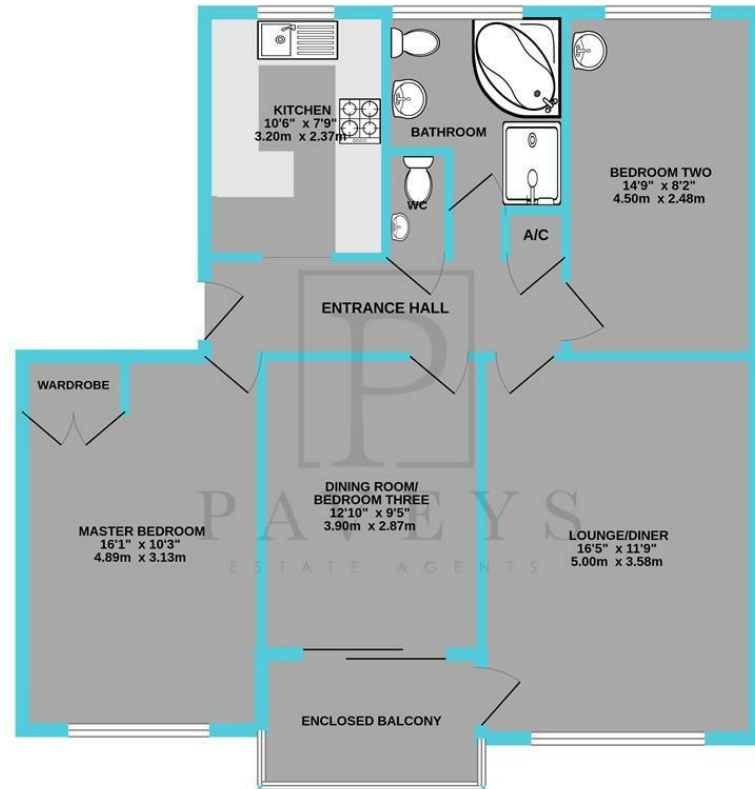 KITCHEN
10'6" x 7'9"
3.20m x 2.37m
BATHROOM
BEDROOM TWO
14'9" x 8'2"
4.50m x 2.48m
WC
A/C
ENTRANCE HALL
WARDROBE
DINING ROOM/
BEDROOM THREE
12'10" x 9'5"
3.90m x 2.87m
MASTER BEDROOM
16'1" x 10'3"
4.89m x 3.13m
LOUNGE/DINER
16'5" x 11'9"
5.00m x 3.58m
P
PAVEYS
ESTATE AGENTS
ENCLOSED BALCONY